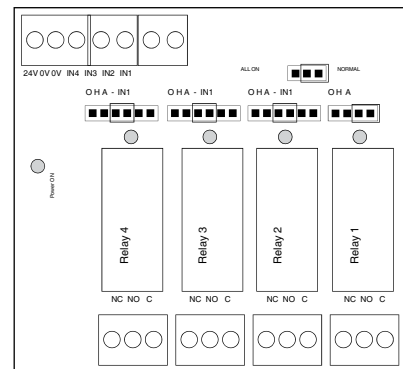 24V 0V 0V IN4 IN3 IN2 IN1
ALL ON NORMAL
O H A - IN1 O H A - IN1 O H A - IN1 O H A
Power ON
Relay 4 Relay 3 Relay 2 Relay 1
NC NO C NC NO C NC NO C NC NO C